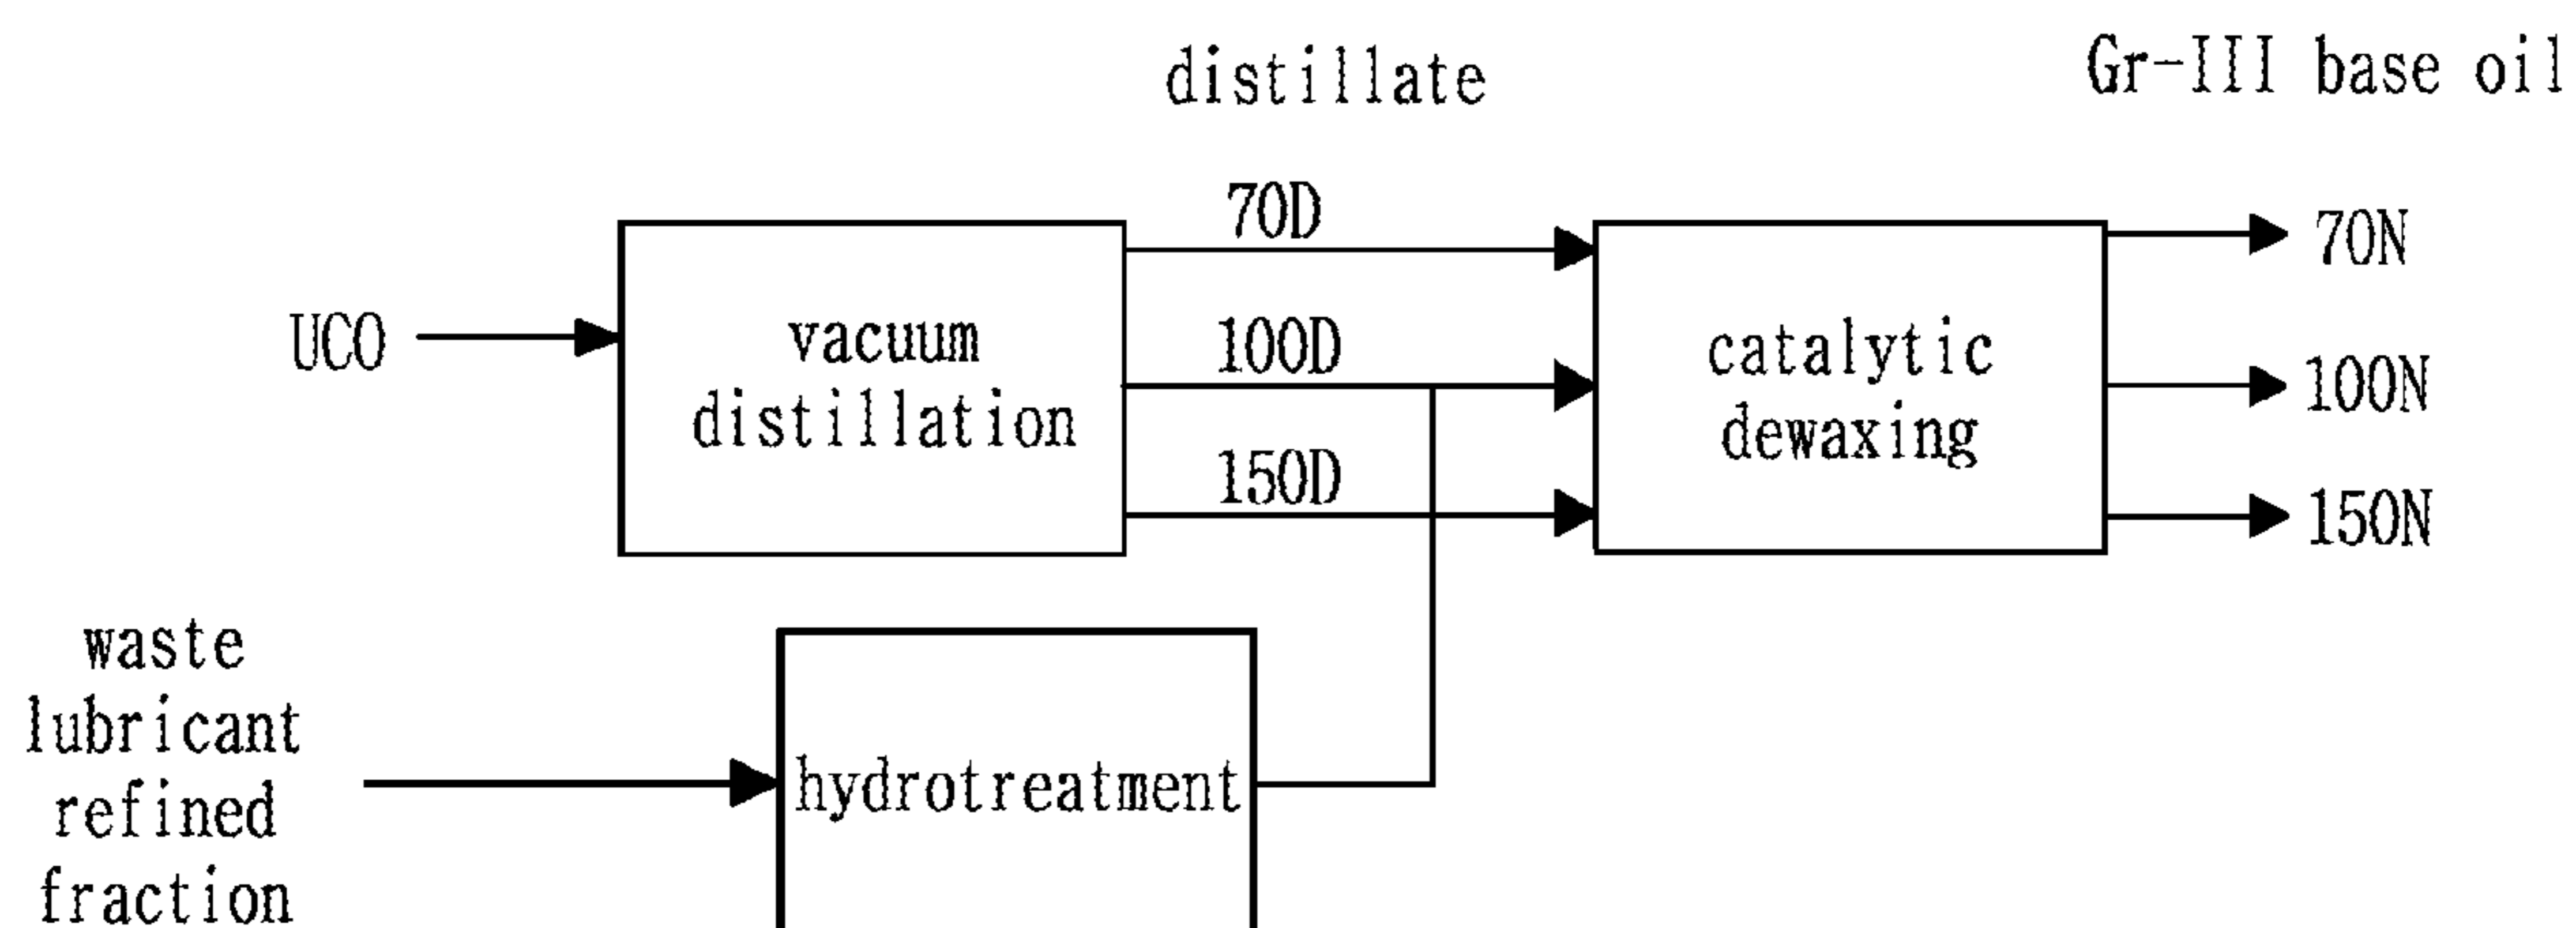 distillate
Gr-III base oil
70D
70N
UCO
vacuum
distillation
100D
catalytic
dewaxing
100N
150D
150N
waste
lubricant
refined
fraction
hydrotreatment